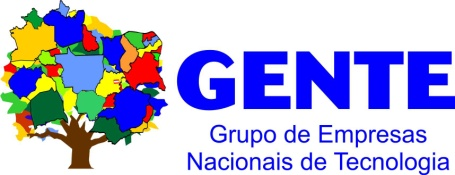 GENTE
Grupo de Empresas
Nacionais de Tecnologia